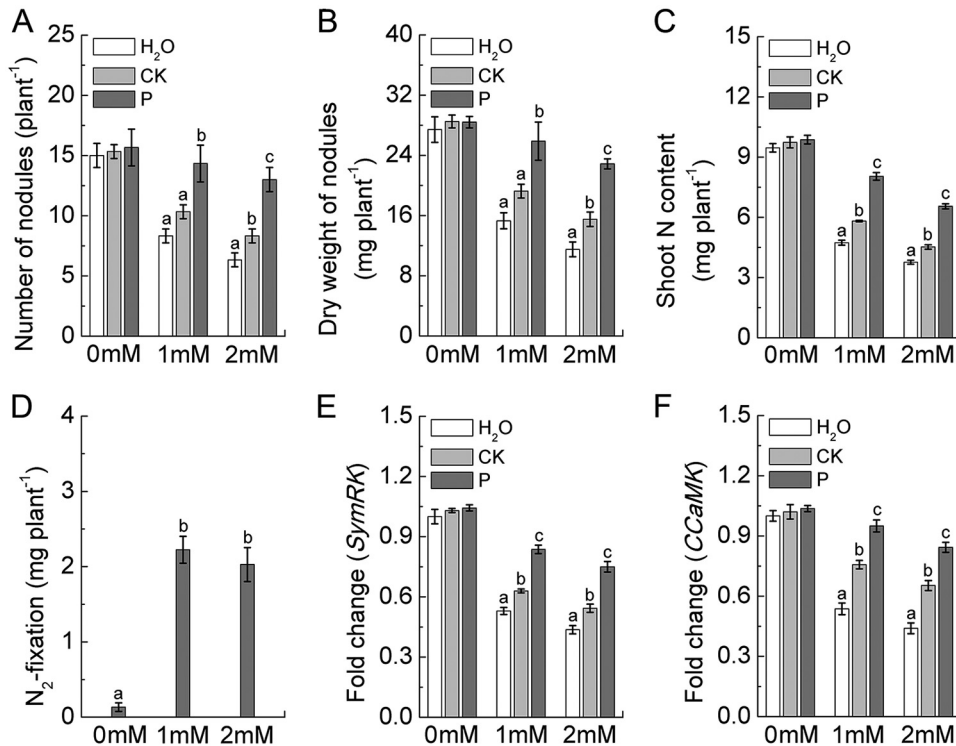 A
Number of nodules (plant⁻¹)
25
20
15
10
5
0
H₂O
CK
P
b
c
a
a
a
b
0mM 1mM 2mM
B
Dry weight of nodules
(mg plant⁻¹)
40
32
24
16
8
0
H₂O
CK
P
b
a
a
c
b
a
0mM 1mM 2mM
C
Shoot N content
(mg plant⁻¹)
15
12
9
6
3
0
H₂O
CK
P
a
b
c
a
b
c
0mM 1mM 2mM
D
N₂-fixation (mg plant⁻¹)
4
3
2
1
0
a
b
b
0mM 1mM 2mM
E
Fold change (SymRK)
1.5
1.2
0.9
0.6
0.3
0.0
H₂O
CK
P
a
b
c
a
b
c
0mM 1mM 2mM
F
Fold change (CCaMK)
1.5
1.2
0.9
0.6
0.3
0.0
H₂O
CK
P
a
b
c
a
b
c
0mM 1mM 2mM